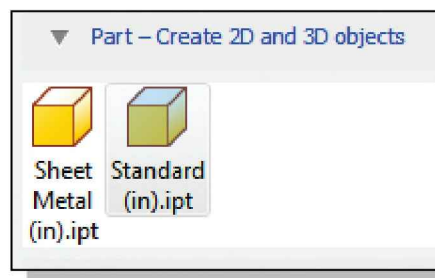 Part – Create 2D and 3D objects
Sheet
Metal
(in).ipt
Standard
(in).ipt